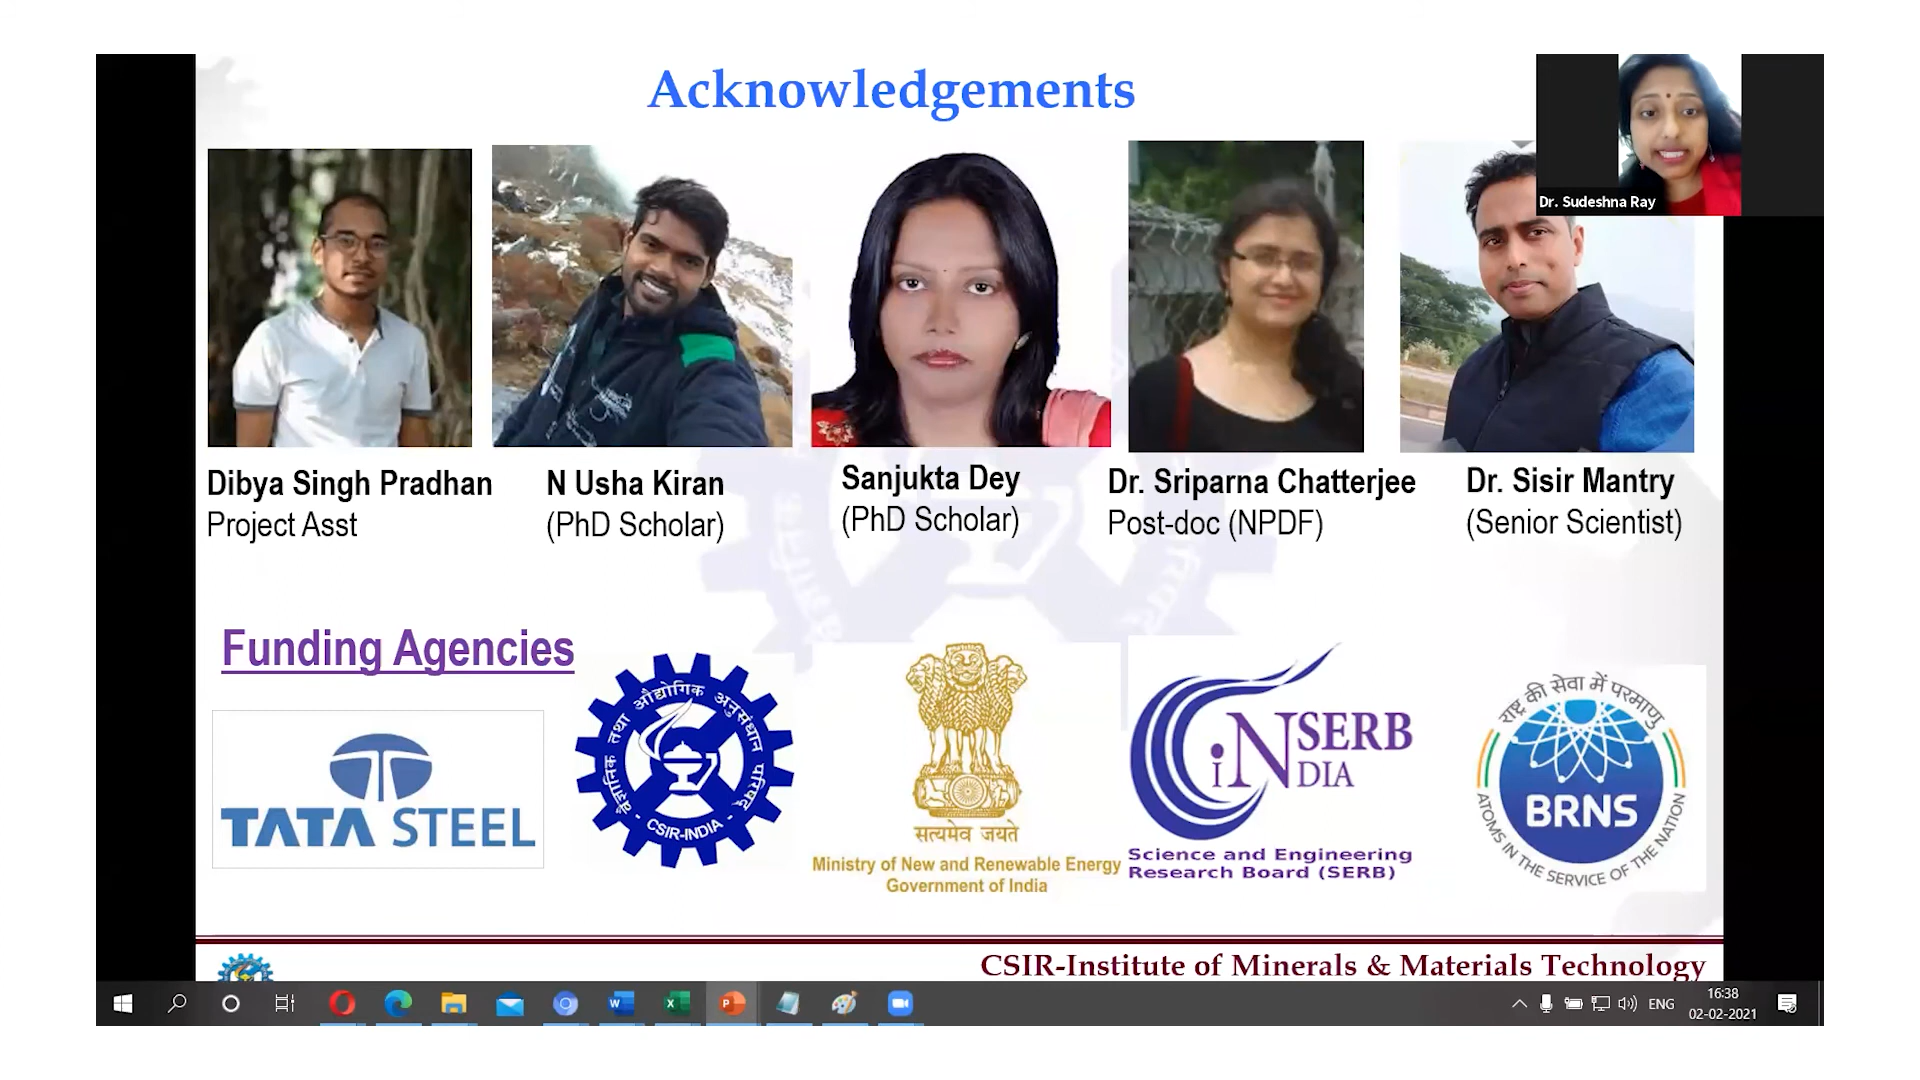 Acknowledgements
Dr. Sudeshna Ray
Dibya Singh Pradhan
Project Asst
N Usha Kiran
(PhD Scholar)
Sanjukta Dey
(PhD Scholar)
Dr. Sriparna Chatterjee
Post-doc (NPDF)
Dr. Sisir Mantry
(Senior Scientist)
Funding Agencies
TATA STEEL
वैज्ञानिक तथा औद्योगिक अनुसंधान परिषद्
CSIR-INDIA
सत्यमेव जयते
Ministry of New and Renewable Energy
Government of India
SERB
iNDIA
Science and Engineering
Research Board (SERB)
राष्ट्र की सेवा में परमाणु
BRNS
ATOMS IN THE SERVICE OF THE NATION
CSIR-Institute of Minerals & Materials Technology
ENG
16:38
02-02-2021